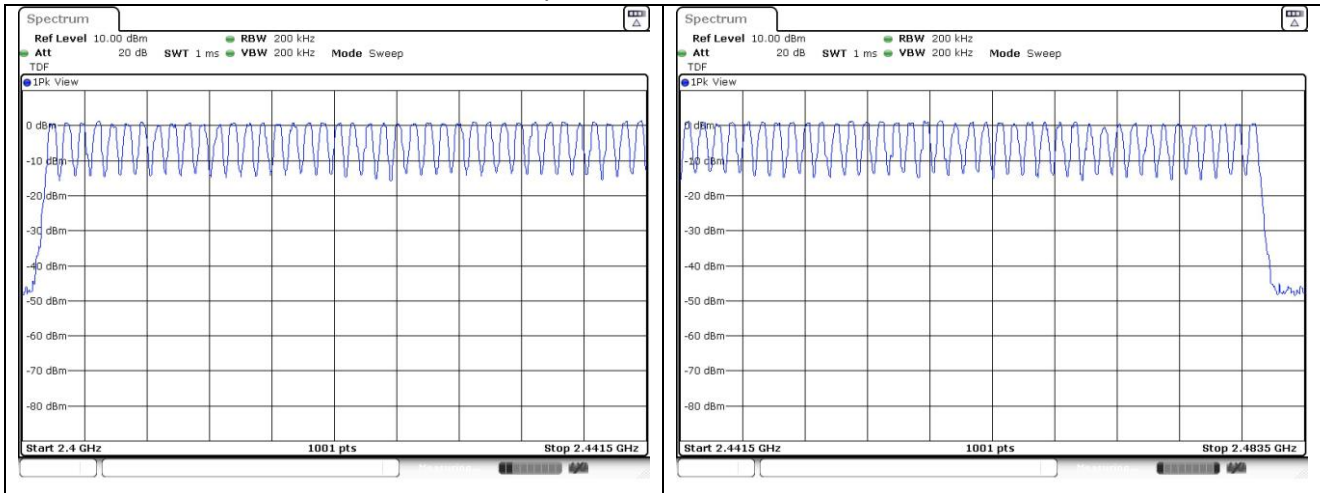 Spectrum
Ref Level 10.00 dBm RBW 200 kHz
Att 20 dB SWT 1 ms VBW 200 kHz Mode Sweep
TDF
1Pk View
0 dBm
-10 dBm
-20 dBm
-30 dBm
-40 dBm
-50 dBm
-60 dBm
-70 dBm
-80 dBm
Start 2.4 GHz 1001 pts Stop 2.4415 GHz
Spectrum
Ref Level 10.00 dBm RBW 200 kHz
Att 20 dB SWT 1 ms VBW 200 kHz Mode Sweep
TDF
1Pk View
0 dBm
-10 dBm
-20 dBm
-30 dBm
-40 dBm
-50 dBm
-60 dBm
-70 dBm
-80 dBm
Start 2.4415 GHz 1001 pts Stop 2.4835 GHz